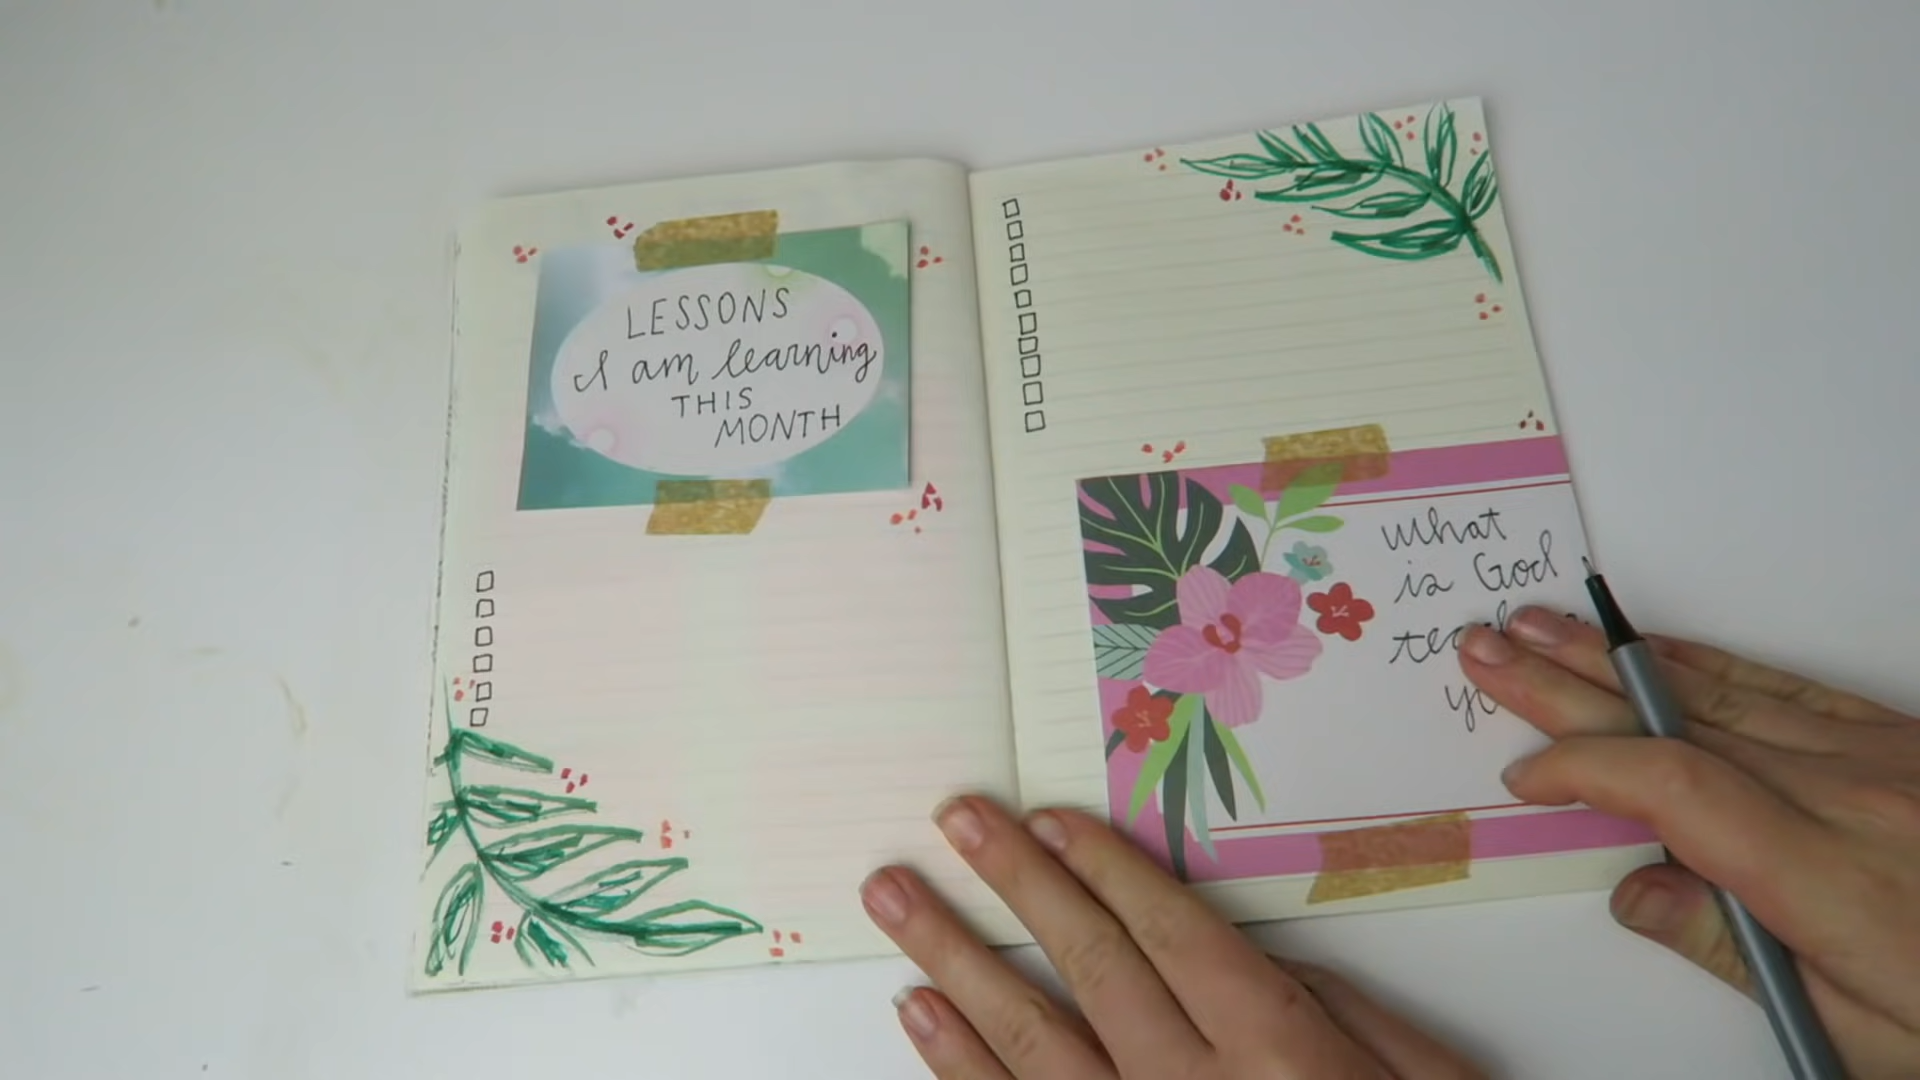 LESSONS
I am learning
THIS
MONTH
What
is God